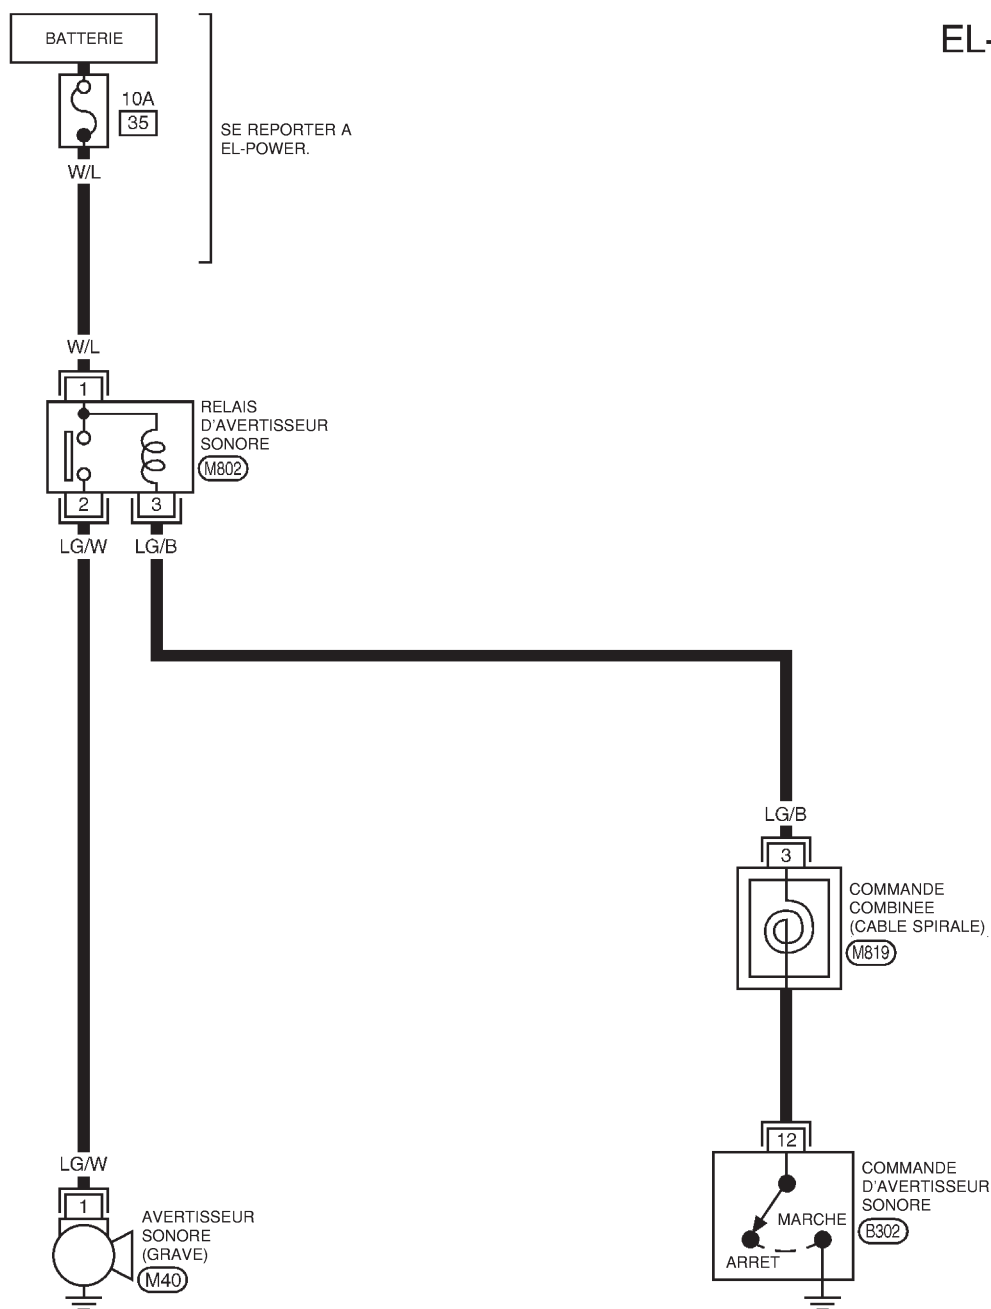 EL-
BATTERIE
10A
35
SE REPORTER A
EL-POWER.
W/L
W/L
1
RELAIS
D'AVERTISSEUR
SONORE
M802
2
3
LG/W
LG/B
LG/B
3
COMMANDE
COMBINEE
(CABLE SPIRALE)
M819
12
COMMANDE
D'AVERTISSEUR
SONORE
B302
MARCHE
ARRET
LG/W
1
AVERTISSEUR
SONORE
(GRAVE)
M40